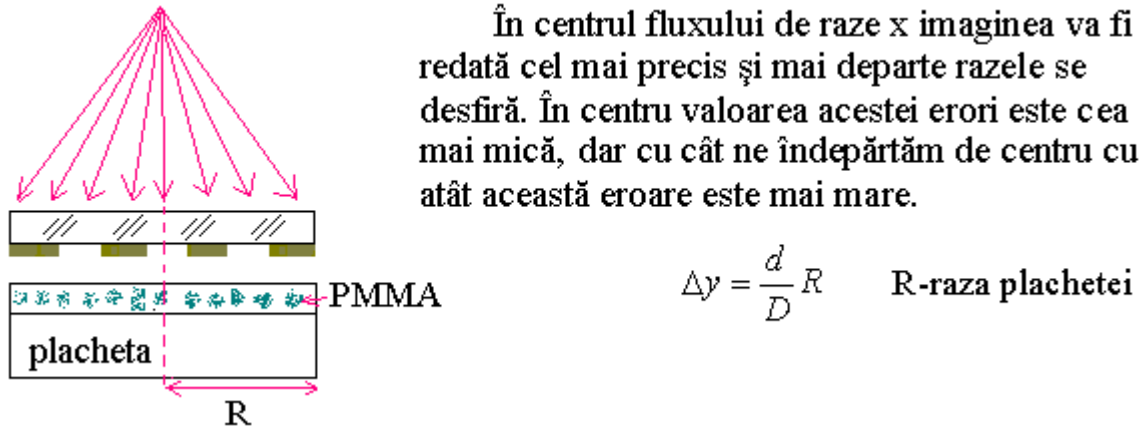 În centrul fluxului de raze x imaginea va fi
redată cel mai precis şi mai departe razele se
desfiră. În centru valoarea acestei erori este cea
mai mică, dar cu cât ne îndepărtăm de centru cu
atât această eroare este mai mare.
Δy = d/D R R-raza plachetei
PMMA
placheta
R